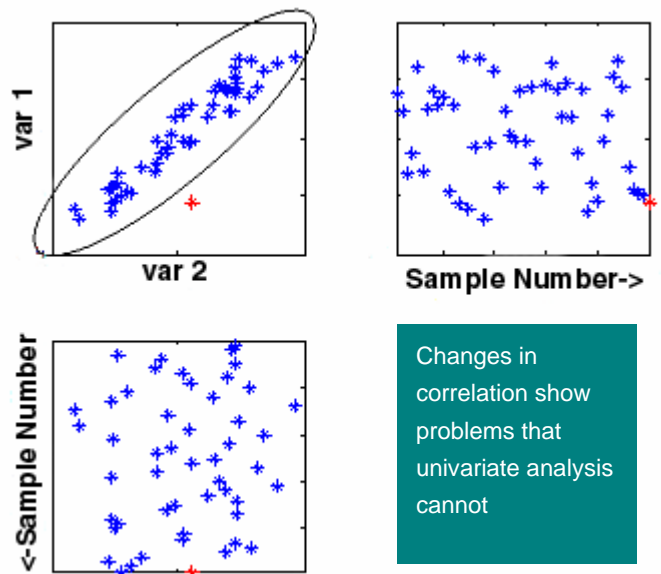 var 1
var 2
Sample Number->
<-Sample Number
Changes in
correlation show
problems that
univariate analysis
cannot